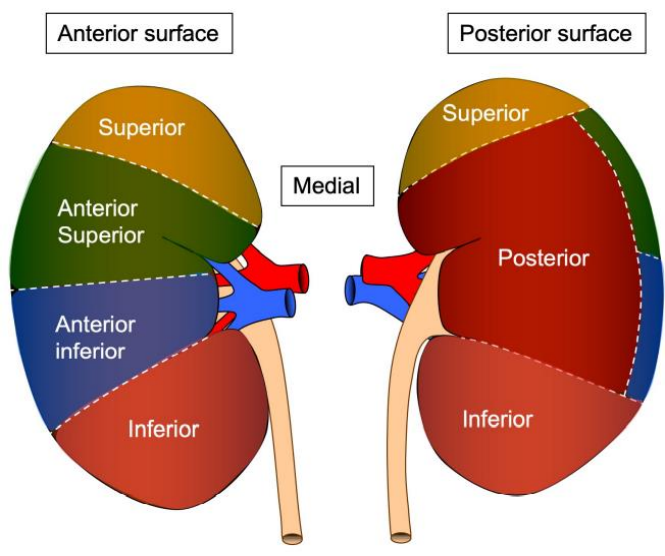 Anterior surface
Posterior surface
Superior
Anterior
Superior
Anterior
inferior
Inferior
Medial
Superior
Posterior
Inferior